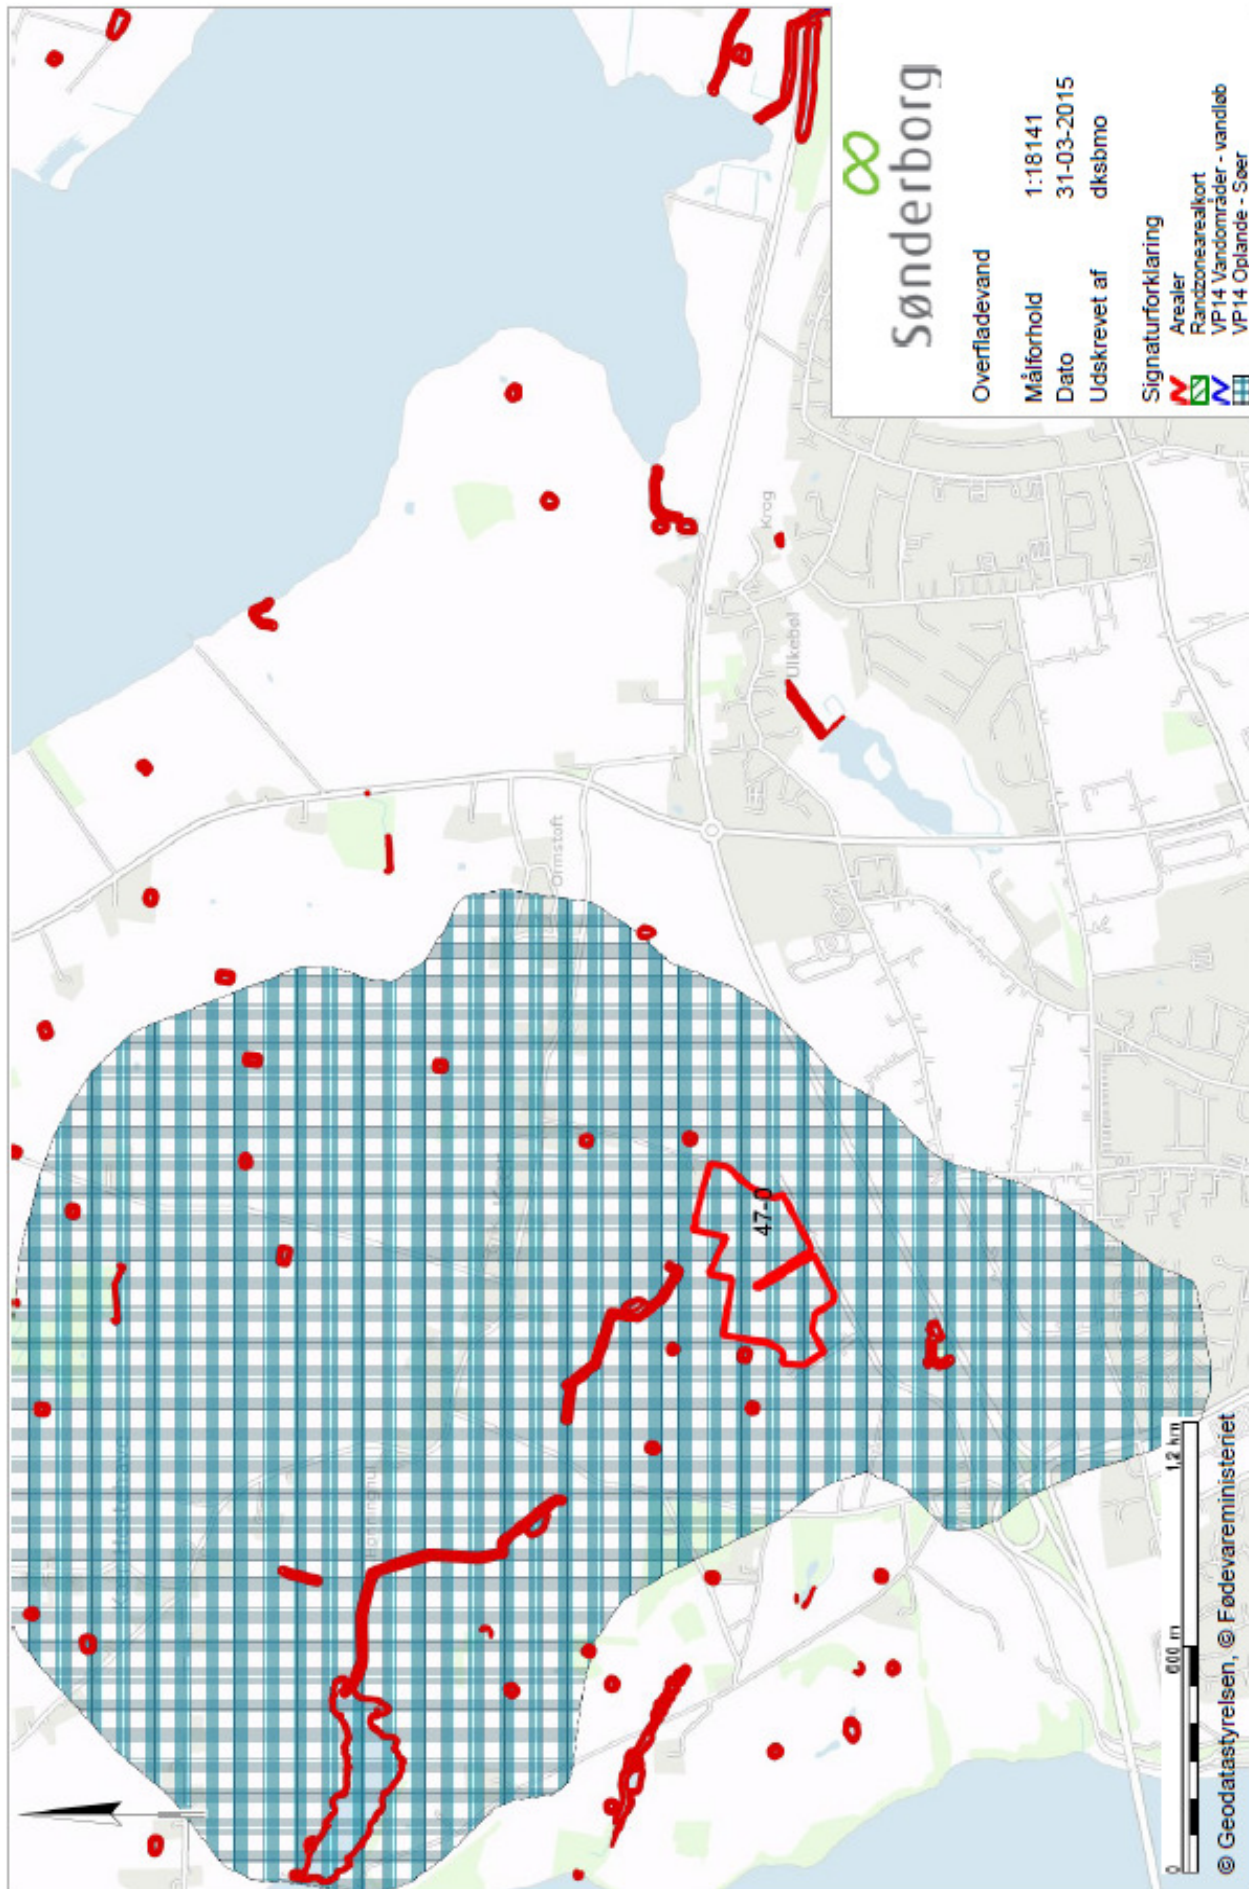 Sønderborg
Overfladevand
Målforhold 1:18141
Dato 31-03-2015
Udskrevet af dksbmo
Signaturforklaring
Arealer
Randzonearealkort
VP14 Vandområder - vandløb
VP14 Oplande - Søer
Krog
Ulkebøl
Ormstoft
47-0
0 600 m 1,2 km
© Geodatastyrelsen, © Fødevareministeriet